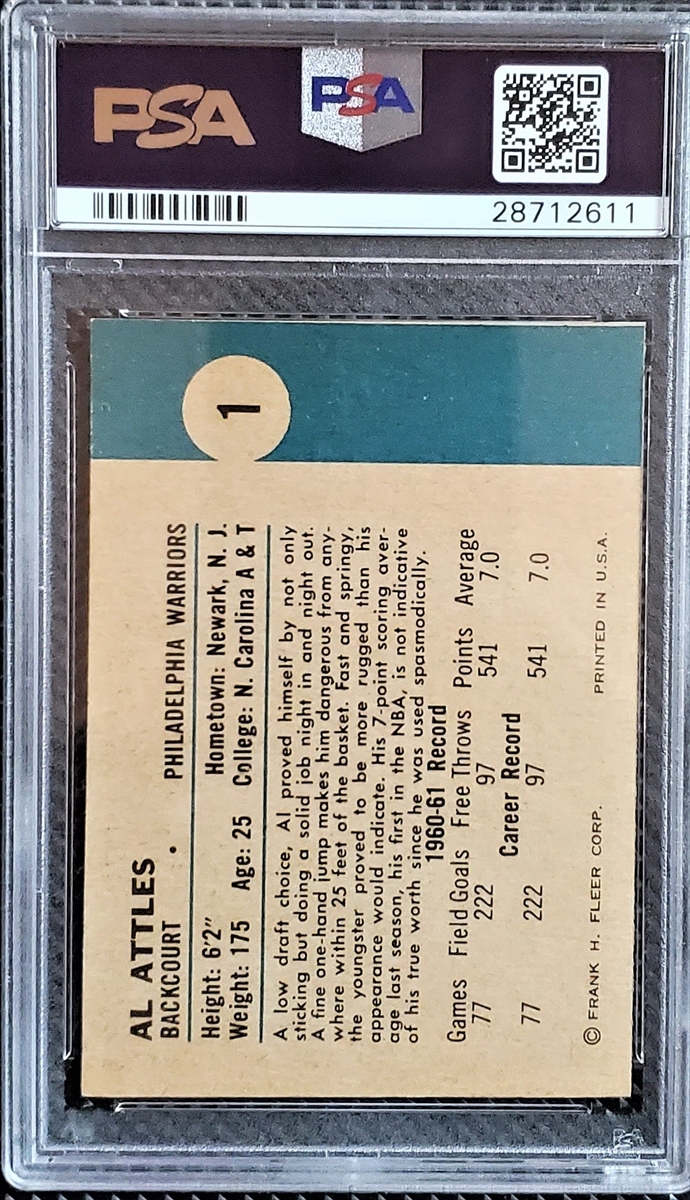 PSA
PSA
28712611
1
AL ATTLES
BACKCOURT • PHILADELPHIA WARRIORS
Height: 6'2" Hometown: Newark, N. J.
Weight: 175 Age: 25 College: N. Carolina A & T
A low draft choice, Al proved himself by not only
sticking but doing a solid job night in and night out.
A fine one-hand jump makes him dangerous from any-
where within 25 feet of the basket. Fast and springy,
the youngster proved to be more rugged than his
appearance would indicate. His 7-point scoring aver-
age last season, his first in the NBA, is not indicative
of his true worth since he was used spasmodically.
1960-61 Record
Games Field Goals Free Throws Points Average
77 222 97 541 7.0
Career Record
77 222 97 541 7.0
© FRANK H. FLEER CORP. PRINTED IN U.S.A.
PSA